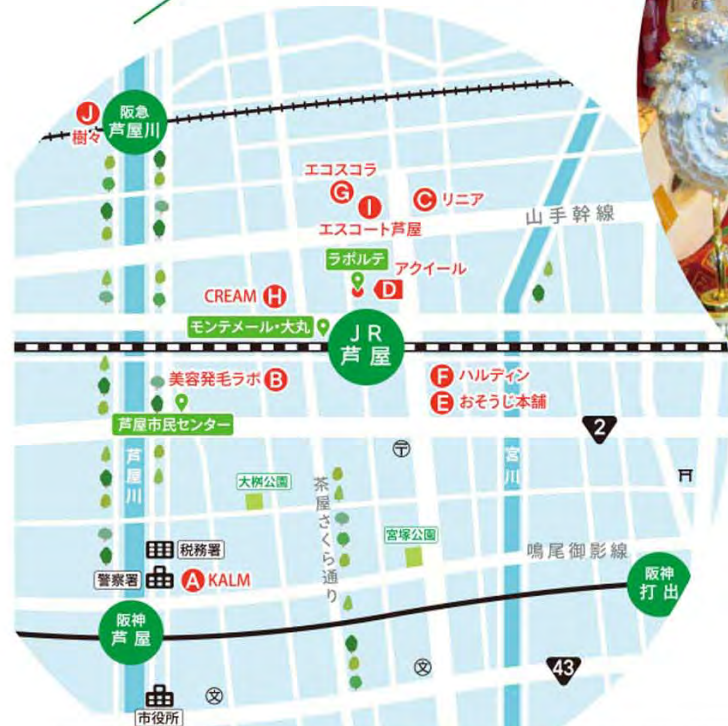 J
樹々
阪急
芦屋川
エコスコラ
G
I
C リニア
エスコート芦屋
山手幹線
ラポルテ
アクイール
D
CREAM H
モンテメール・大丸
JR
芦屋
美容発毛ラボ B
F ハルディン
E おそうじ本舗
芦屋市民センター
2
〒
芦屋川
宮川
大桝公園
茶屋さくら通り
宮塚公園
鳴尾御影線
税務署
警察署
A KALM
阪神
打出
阪神
芦屋
文
文
43
市役所